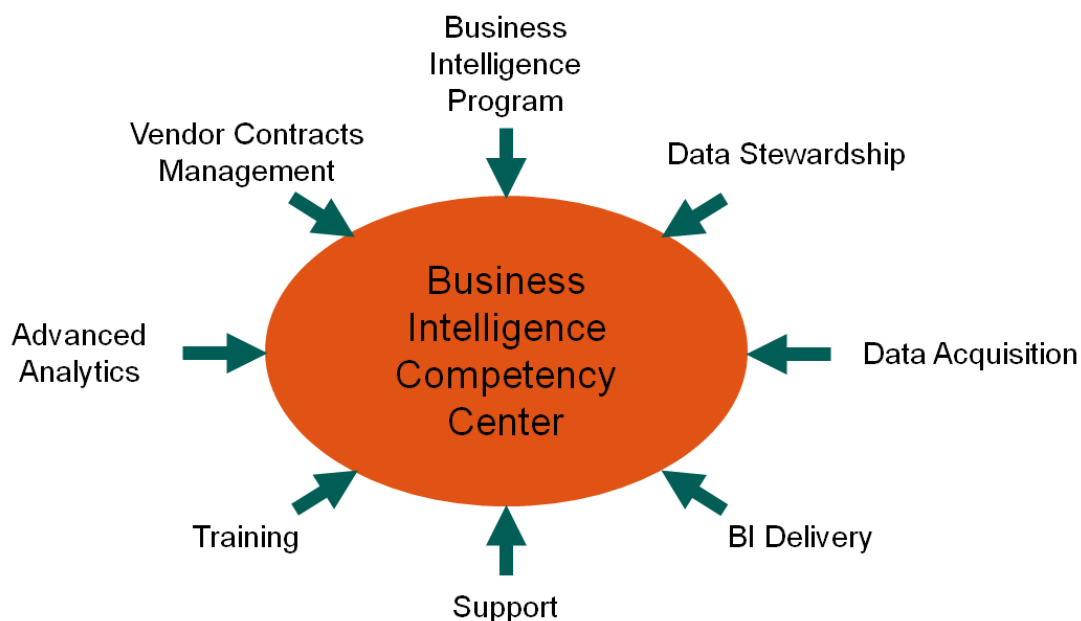 Business
Intelligence
Program
Vendor Contracts
Management
Data Stewardship
Business
Intelligence
Competency
Center
Advanced
Analytics
Data Acquisition
Training
BI Delivery
Support